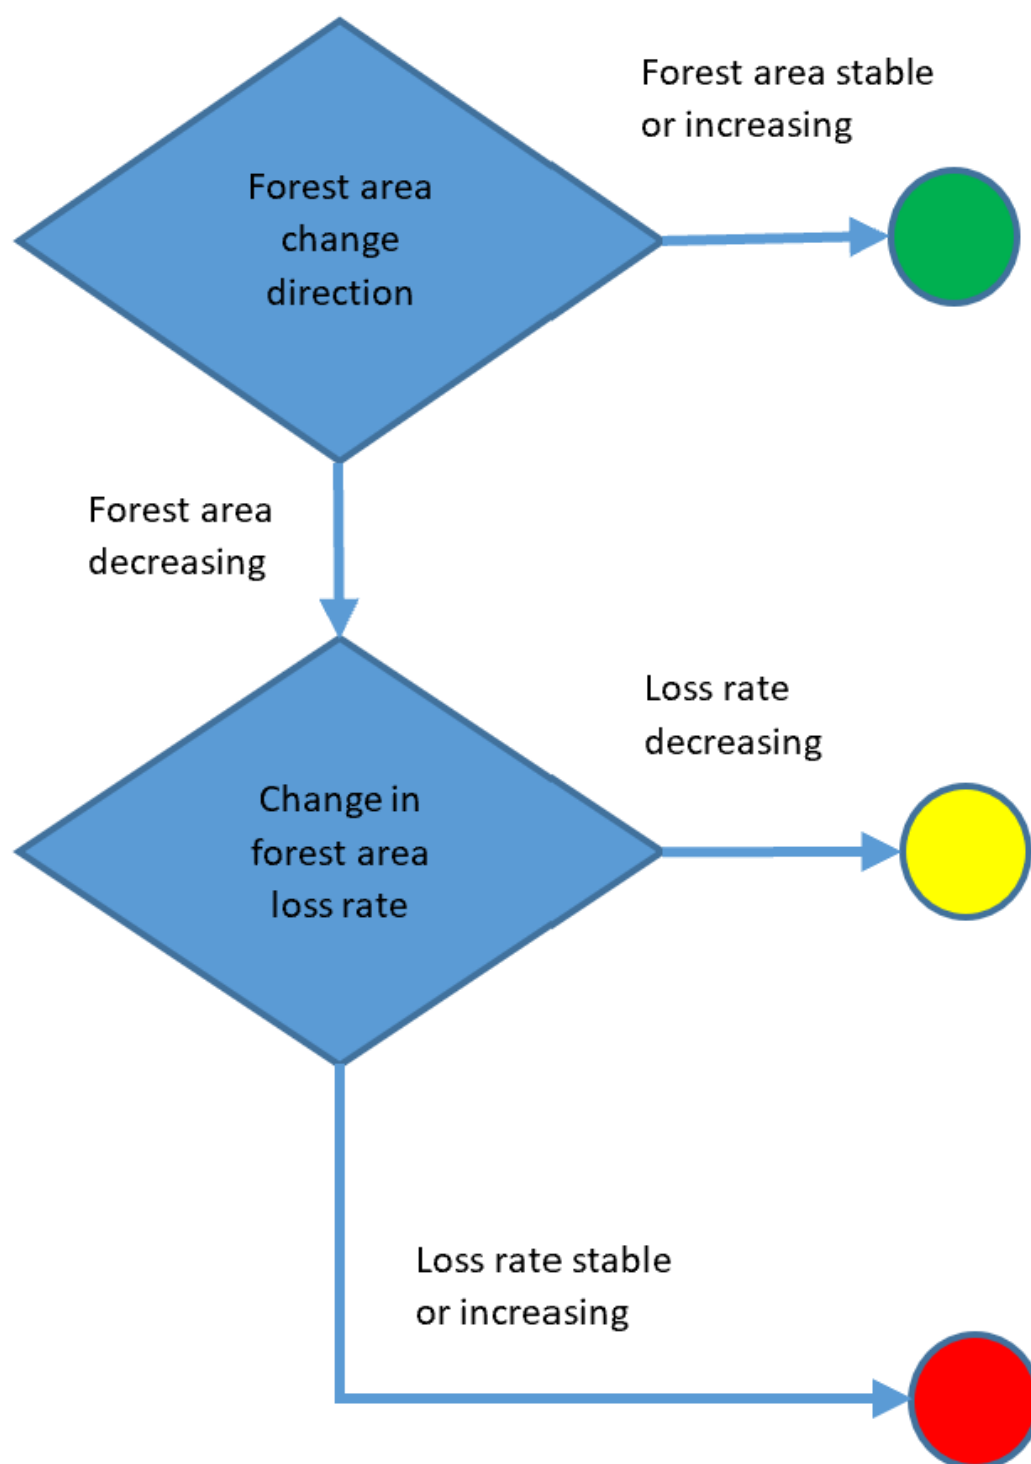 Forest area stable
or increasing
Forest area
change
direction
Forest area
decreasing
Loss rate
decreasing
Change in
forest area
loss rate
Loss rate stable
or increasing